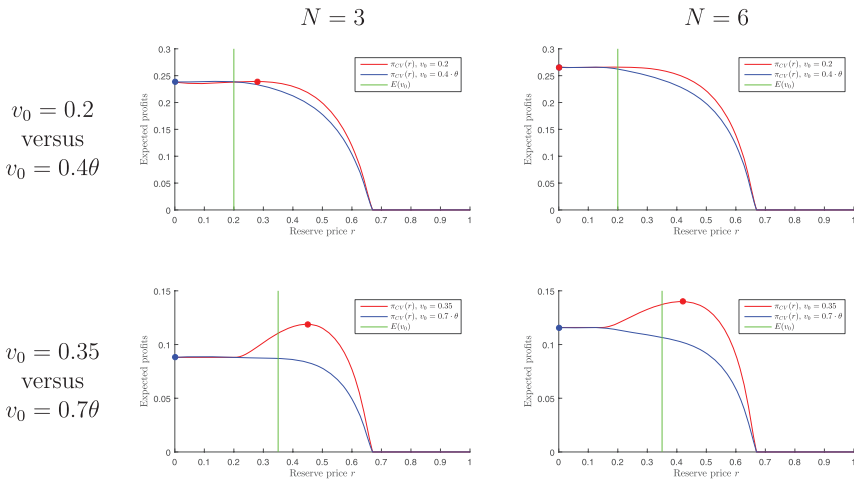 N = 3
N = 6
v₀ = 0.2
versus
v₀ = 0.4θ
Expected profits
0.3
0.25
0.2
0.15
0.1
0.05
0
π_CV(r), v₀ = 0.2
π_CV(r), v₀ = 0.4 · θ
E(v₀)
0 0.1 0.2 0.3 0.4 0.5 0.6 0.7 0.8 0.9 1
Reserve price r
Expected profits
0.3
0.25
0.2
0.15
0.1
0.05
0
π_CV(r), v₀ = 0.2
π_CV(r), v₀ = 0.4 · θ
E(v₀)
0 0.1 0.2 0.3 0.4 0.5 0.6 0.7 0.8 0.9 1
Reserve price r
v₀ = 0.35
versus
v₀ = 0.7θ
Expected profits
0.15
0.1
0.05
0
π_CV(r), v₀ = 0.35
π_CV(r), v₀ = 0.7 · θ
E(v₀)
0 0.1 0.2 0.3 0.4 0.5 0.6 0.7 0.8 0.9 1
Reserve price r
Expected profits
0.15
0.1
0.05
0
π_CV(r), v₀ = 0.35
π_CV(r), v₀ = 0.7 · θ
E(v₀)
0 0.1 0.2 0.3 0.4 0.5 0.6 0.7 0.8 0.9 1
Reserve price r